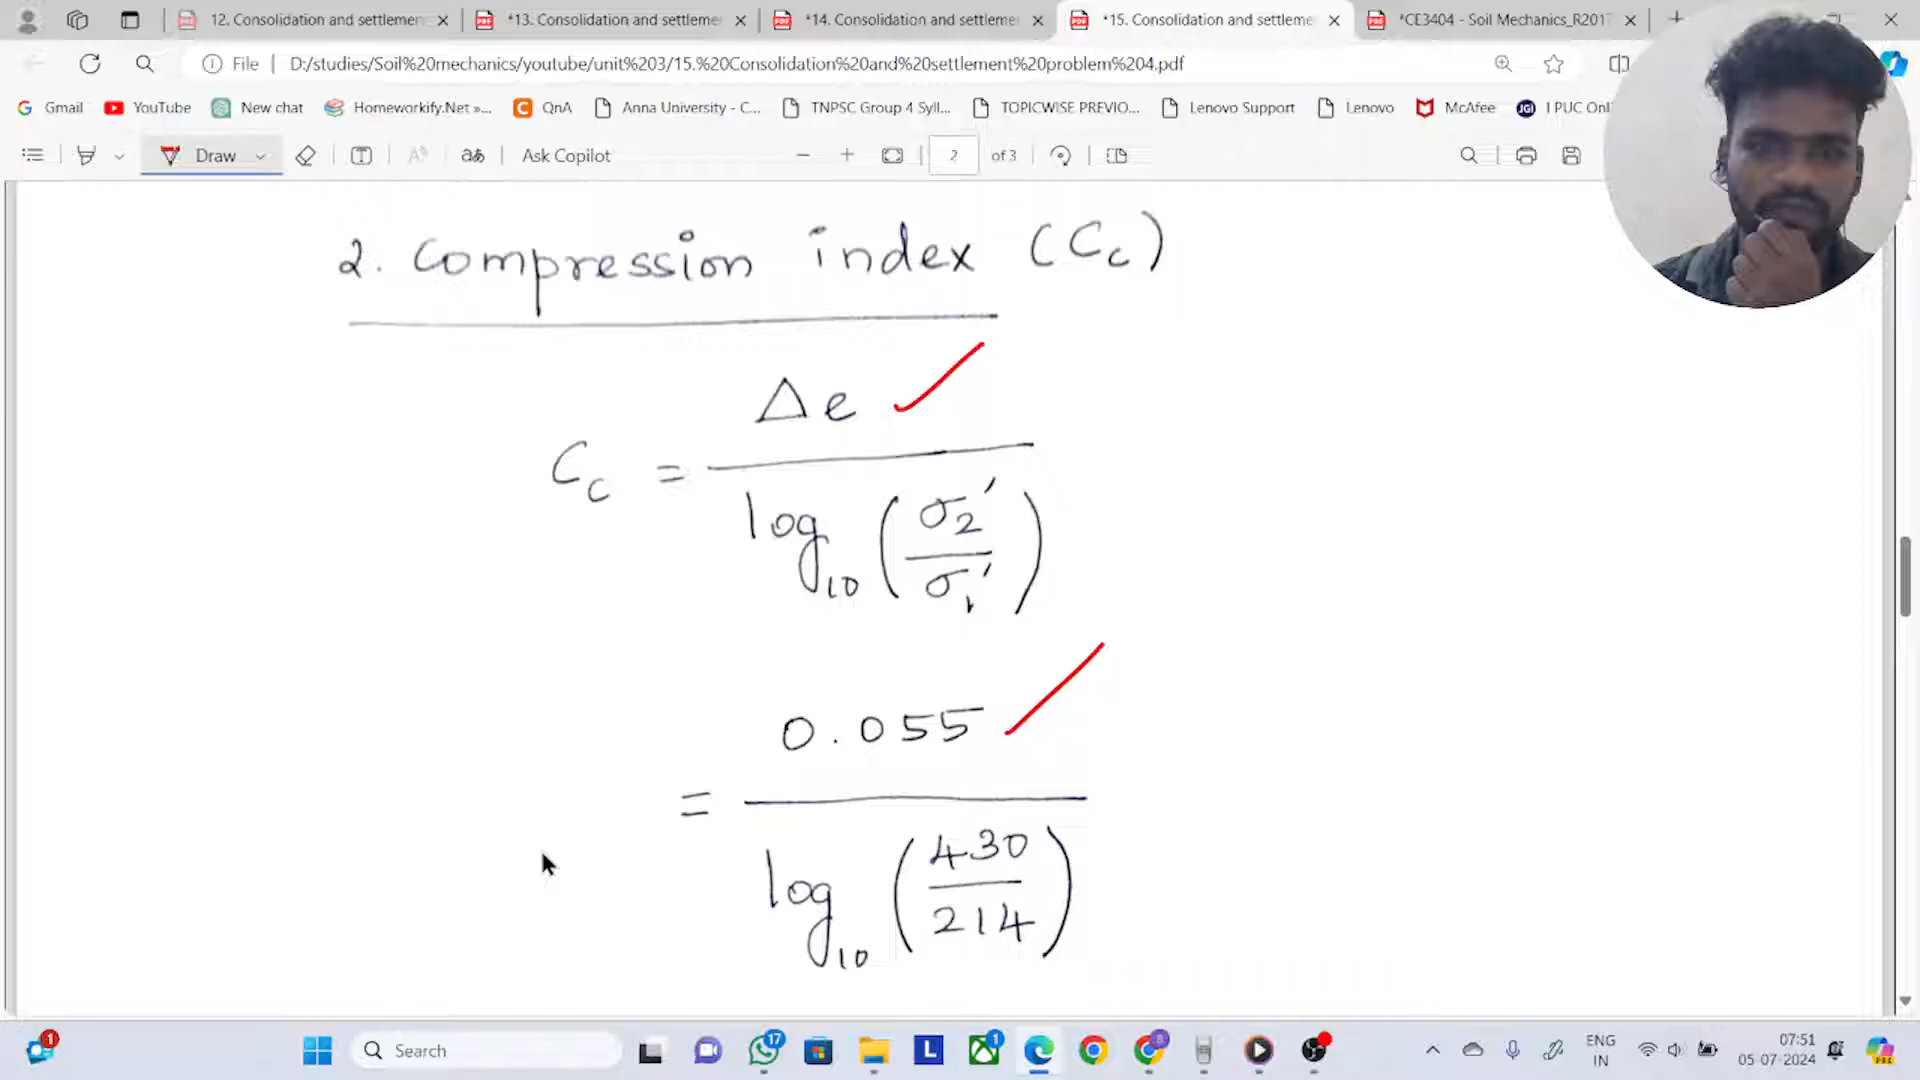 12. Consolidation and settlemen
*13. Consolidation and settleme
*14. Consolidation and settlemen
*15. Consolidation and settleme
*CE3404 - Soil Mechanics_R2017
File
D:/studies/Soil%20mechanics/youtube/unit%203/15.%20Consolidation%20and%20settlement%20problem%204.pdf
Gmail
YouTube
New chat
Homeworkify.Net »...
QnA
Anna University - C...
TNPSC Group 4 Syll...
TOPICWISE PREVIO...
Lenovo Support
Lenovo
McAfee
I PUC Onl
Draw
Ask Copilot
2
of 3
2. Compression index (Cc)
Δe
Cc =
log10 (σ2′/σ1′)
0.055
=
log10 (430/214)
Search
ENG
IN
07:51
05-07-2024